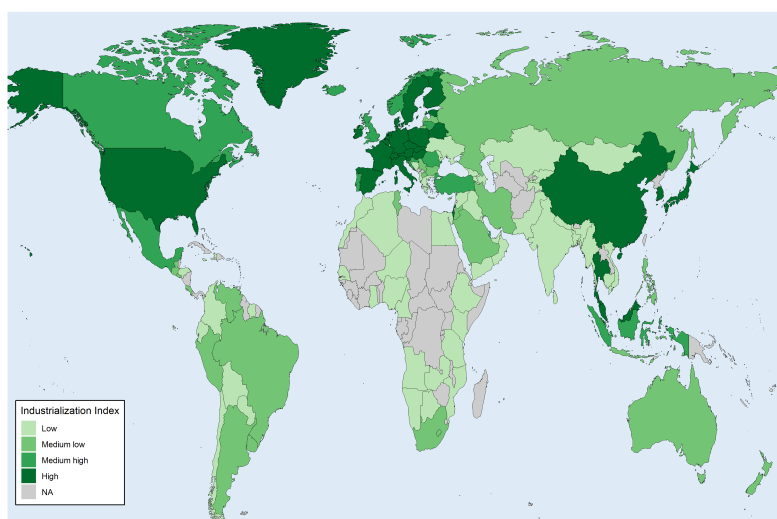 Industrialization Index
Low
Medium low
Medium high
High
NA